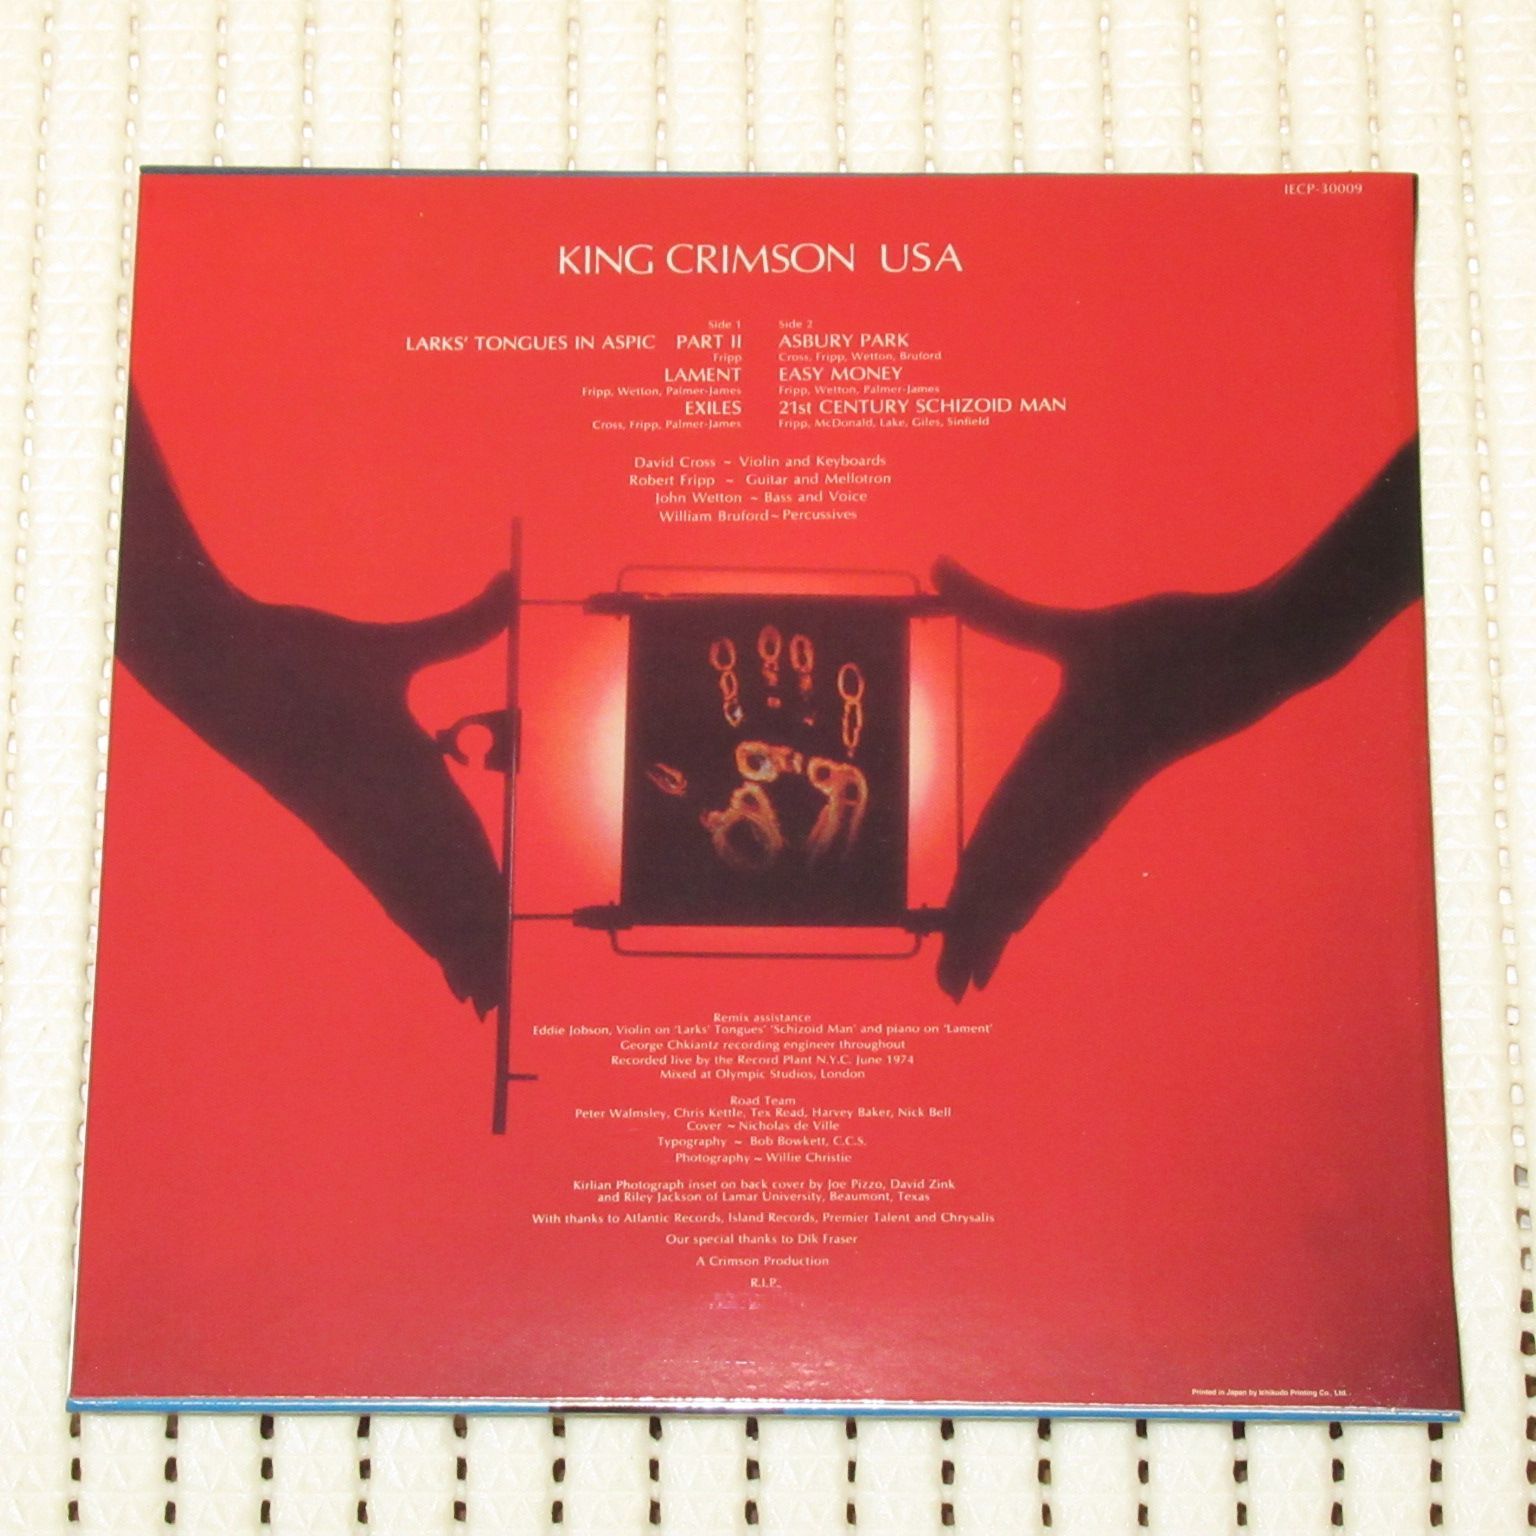 IECP-30009
KING CRIMSON USA
Side 1
LARKS' TONGUES IN ASPIC PART II
Fripp
LAMENT
Fripp, Wetton, Palmer-James
EXILES
Cross, Fripp, Palmer-James
Side 2
ASBURY PARK
Cross, Fripp, Wetton, Bruford
EASY MONEY
Fripp, Wetton, Palmer-James
21st CENTURY SCHIZOID MAN
Fripp, McDonald, Lake, Giles, Sinfield
David Cross ~ Violin and Keyboards
Robert Fripp ~ Guitar and Mellotron
John Wetton ~ Bass and Voice
William Bruford ~ Percussives
Remix assistance
Eddie Jobson, Violin on 'Larks' Tongues' 'Schizoid Man' and piano on 'Lament'
George Chkiantz recording engineer throughout
Recorded live by the Record Plant N.Y.C. June 1974
Mixed at Olympic Studios, London
Road Team
Peter Walmsley, Chris Kettle, Tex Read, Harvey Baker, Nick Bell
Cover ~ Nicholas de Ville
Typography ~ Bob Bowkett, C.C.S.
Photography ~ Willie Christie
Kirlian Photograph inset on back cover by Joe Pizzo, David Zink
and Riley Jackson of Lamar University, Beaumont, Texas
With thanks to Atlantic Records, Island Records, Premier Talent and Chrysalis
Our special thanks to Dik Fraser
A Crimson Production
R.I.P.
Printed in Japan by Ichikudo Printing Co., Ltd.